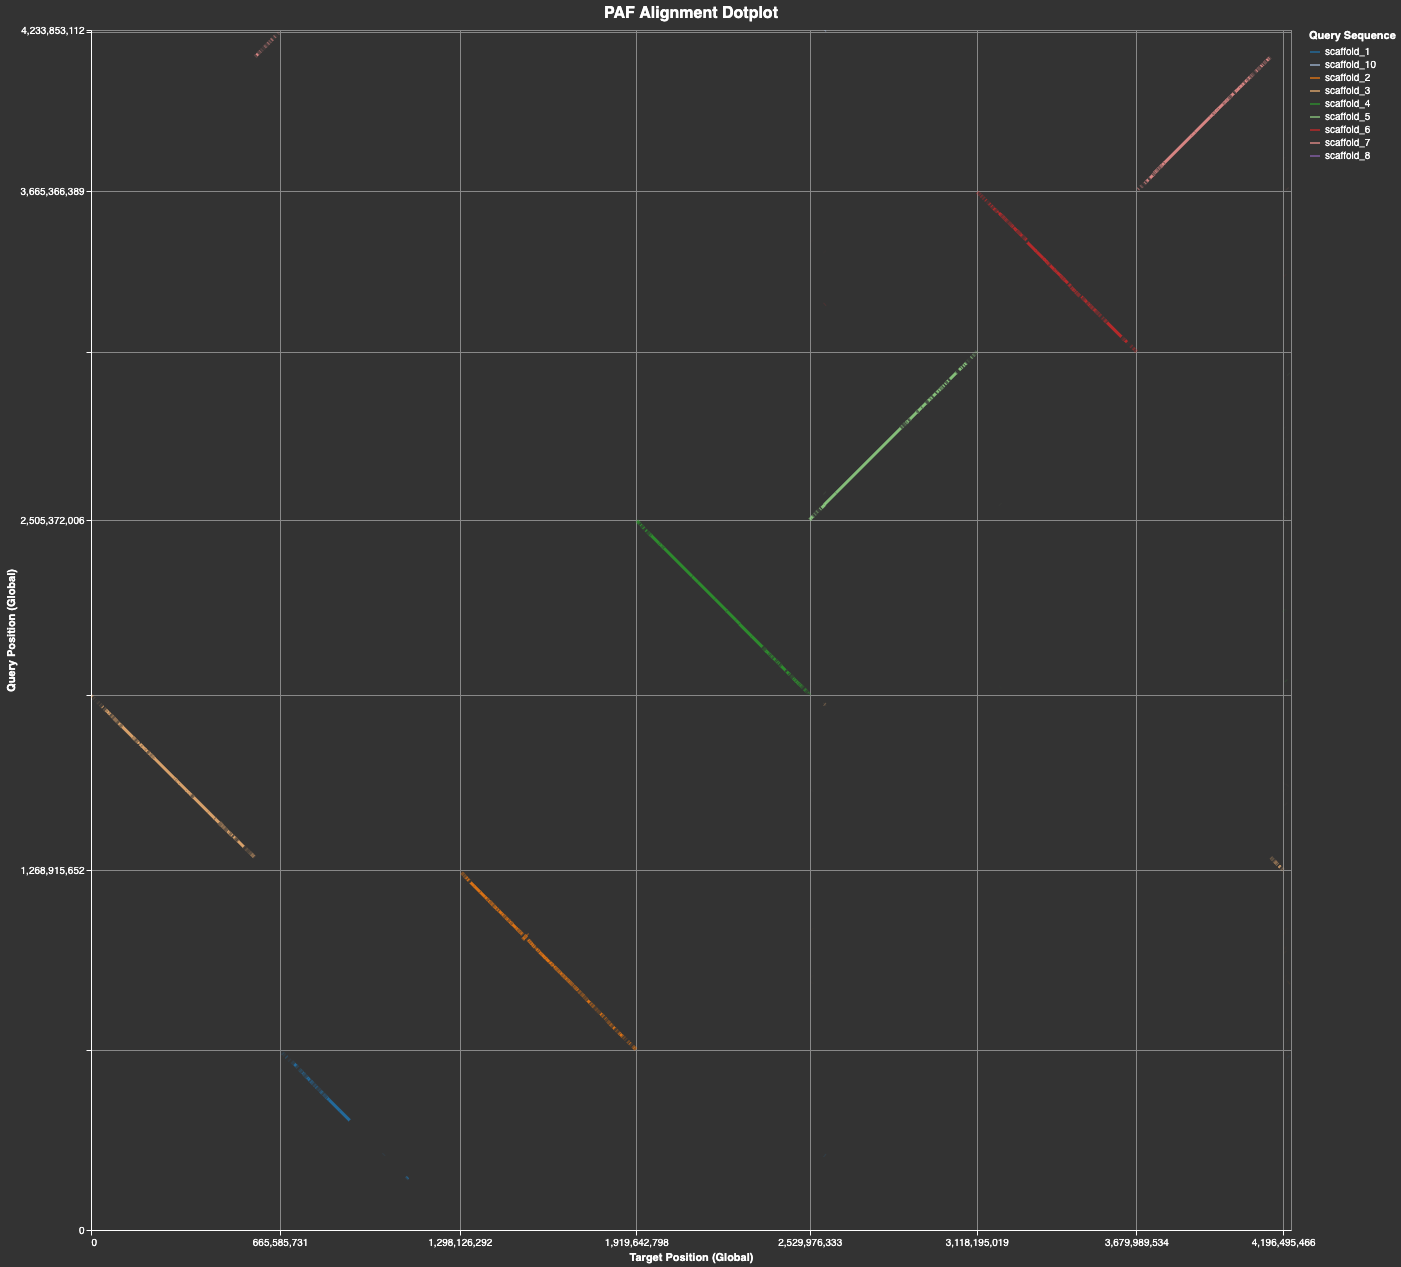 PAF Alignment Dotplot
Query Sequence
scaffold_1
scaffold_10
scaffold_2
scaffold_3
scaffold_4
scaffold_5
scaffold_6
scaffold_7
scaffold_8
4,233,853,112
3,665,366,389
2,505,372,006
1,268,915,652
0
Query Position (Global)
0
665,585,731
1,298,126,292
1,919,642,798
2,529,976,333
3,118,195,019
3,679,989,534
4,196,495,466
Target Position (Global)